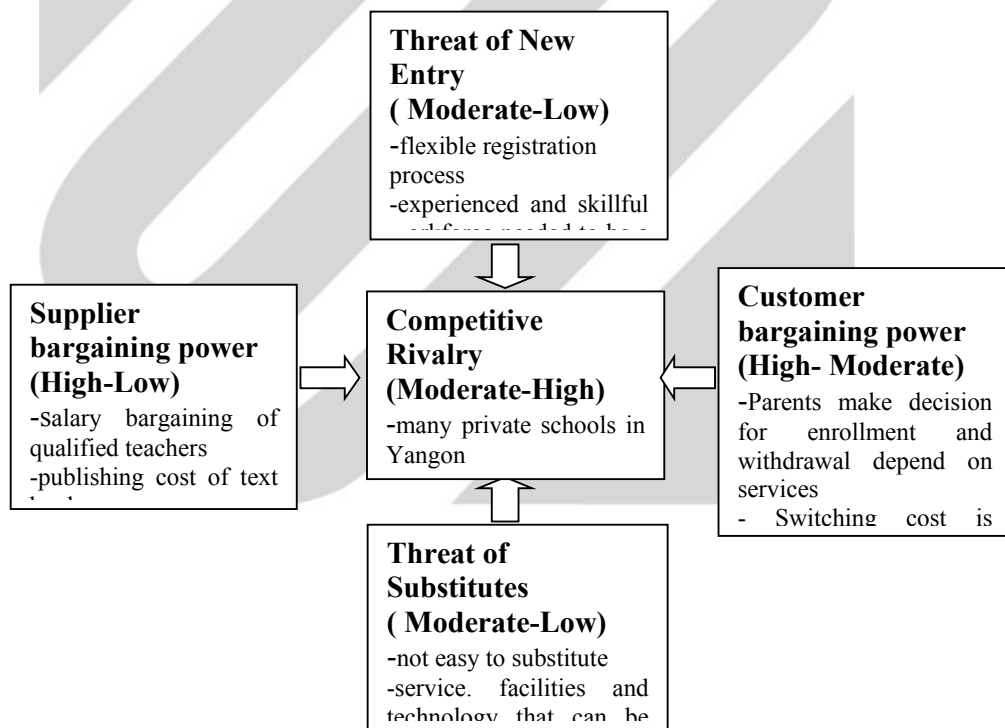 Threat of New
Entry
( Moderate-Low)
-flexible registration
process
-experienced and skillful
needed to be a
Supplier
bargaining power
(High-Low)
-salary bargaining of
qualified teachers
-publishing cost of text
Competitive
Rivalry
(Moderate-High)
-many private schools in
Yangon
Customer
bargaining power
(High- Moderate)
-Parents make decision
for enrollment and
withdrawal depend on
services
- Switching cost is
Threat of
Substitutes
( Moderate-Low)
-not easy to substitute
-service. facilities and
technology that can be